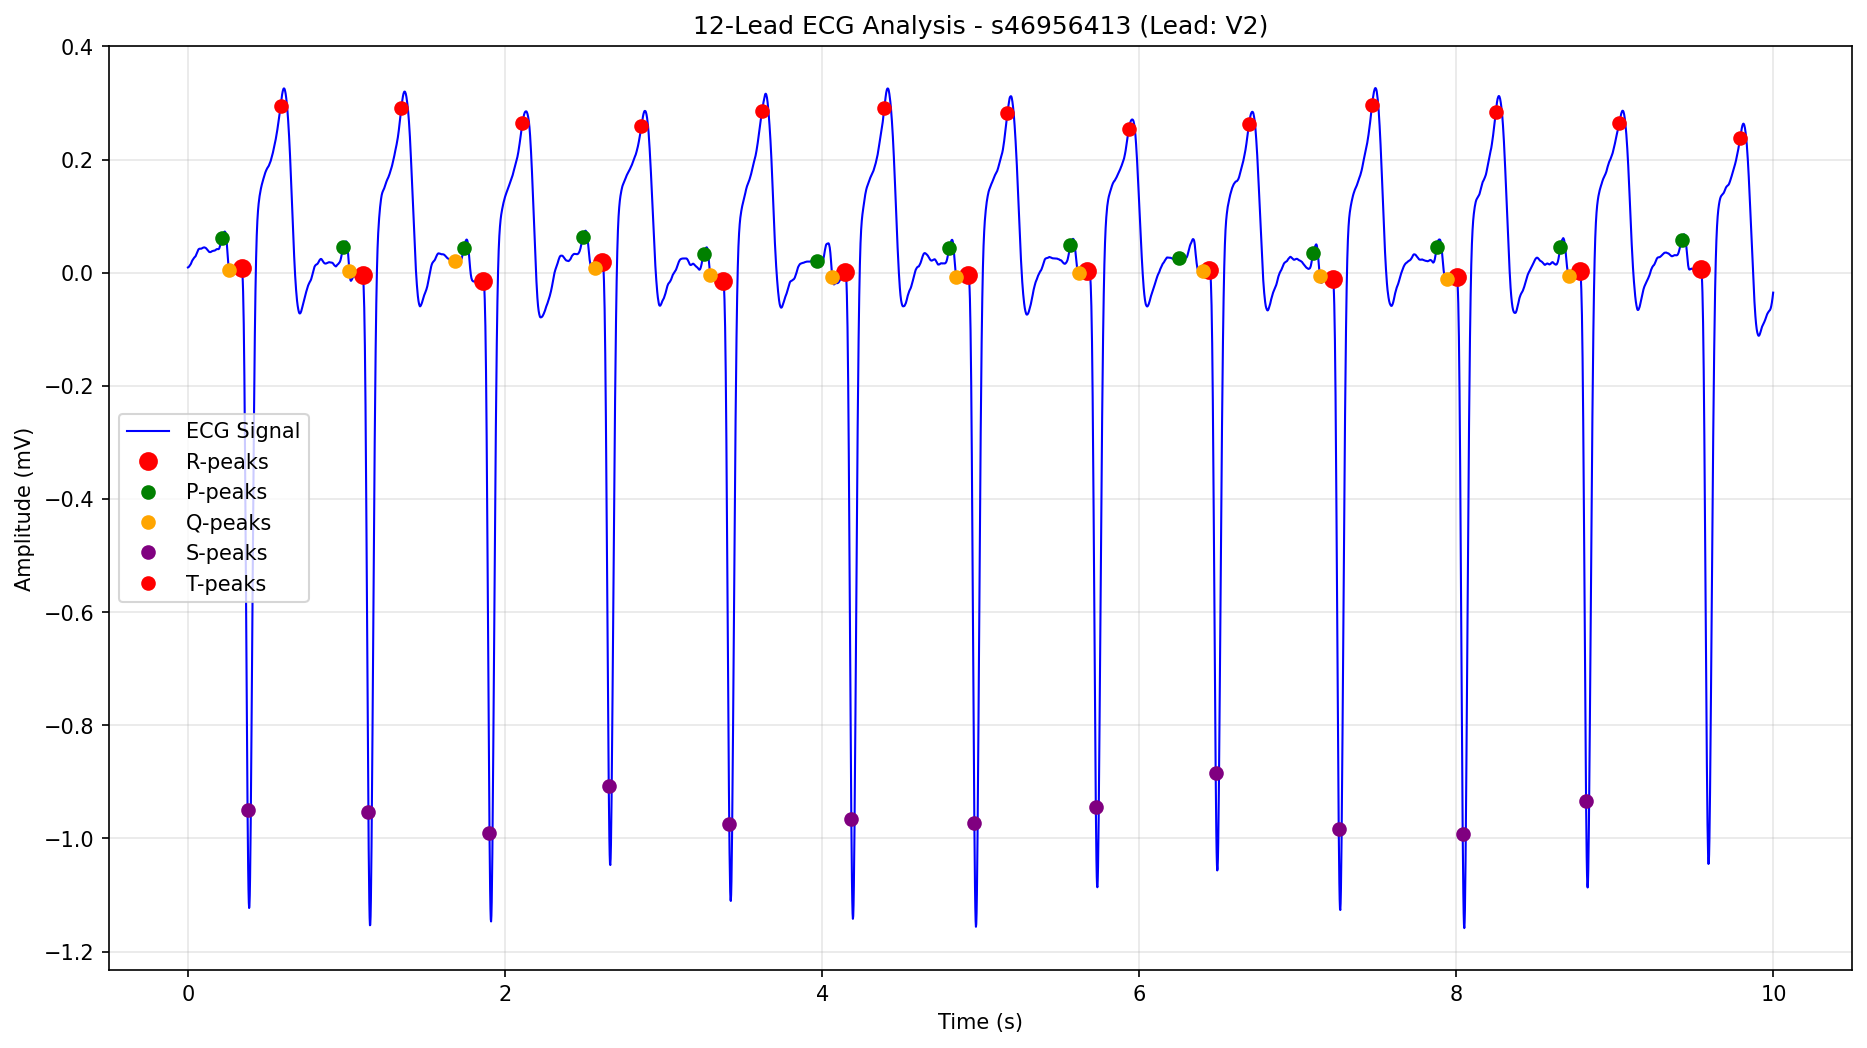 12-Lead ECG Analysis - s46956413 (Lead: V2)
Amplitude (mV)
0.4
0.2
0.0
−0.2
−0.4
−0.6
−0.8
−1.0
−1.2
ECG Signal
R-peaks
P-peaks
Q-peaks
S-peaks
T-peaks
0 2 4 6 8 10
Time (s)